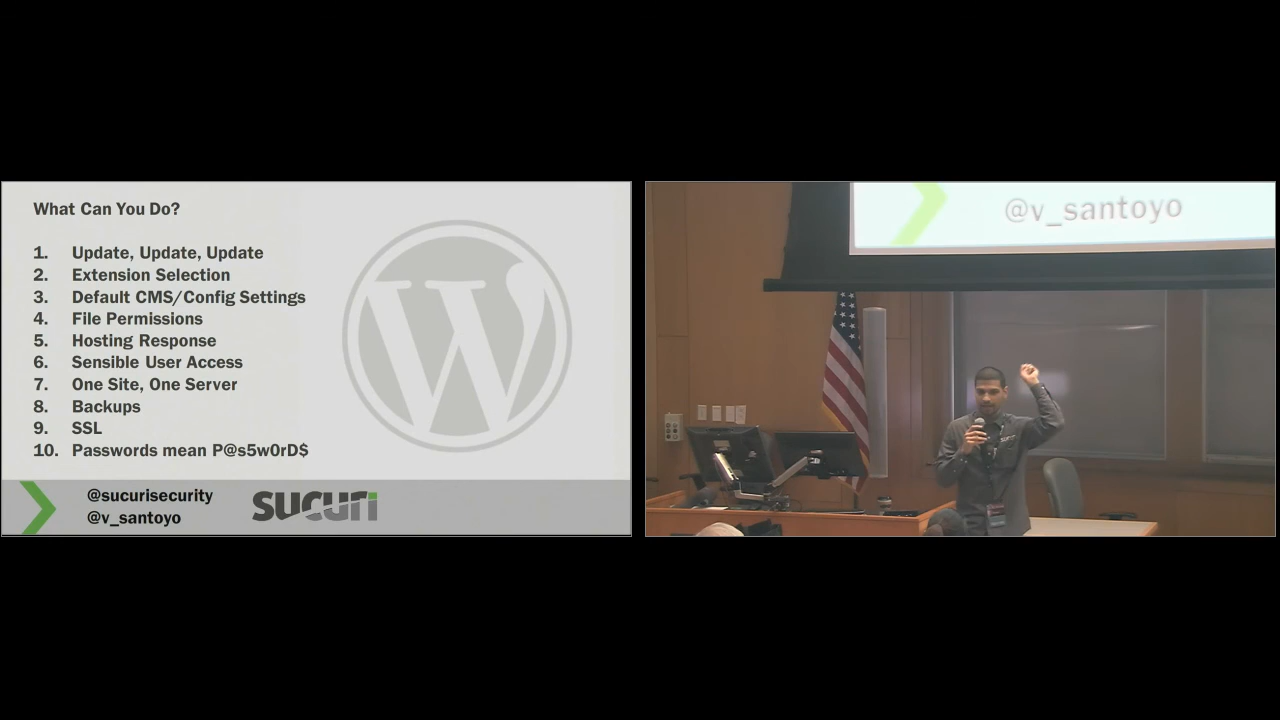 What Can You Do?
1. Update, Update, Update
2. Extension Selection
3. Default CMS/Config Settings
4. File Permissions
5. Hosting Response
6. Sensible User Access
7. One Site, One Server
8. Backups
9. SSL
10. Passwords mean P@s5w0rD$
@sucurisecurity
@v_santoyo
sucuri
@v_santoyo